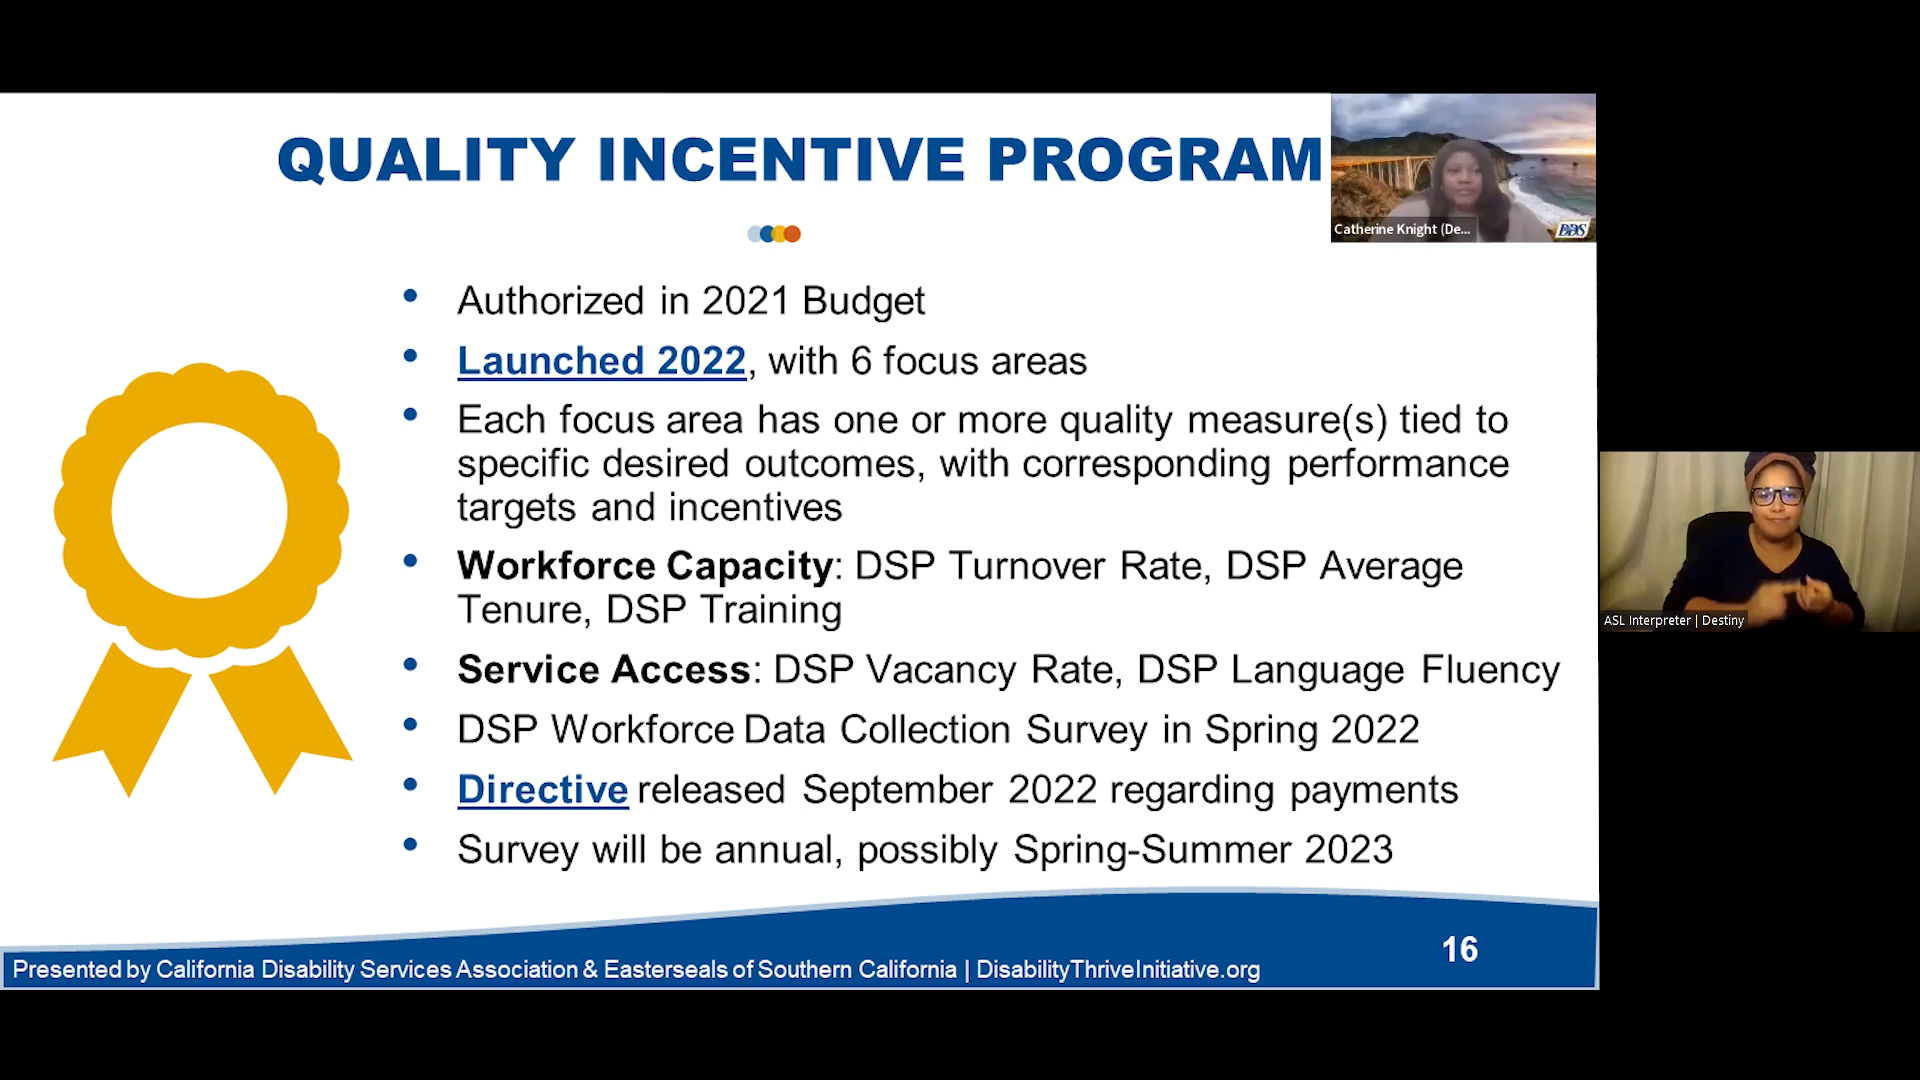 QUALITY INCENTIVE PROGRAM
Catherine Knight (De...
DDS
• Authorized in 2021 Budget
• Launched 2022, with 6 focus areas
• Each focus area has one or more quality measure(s) tied to
specific desired outcomes, with corresponding performance
targets and incentives
• Workforce Capacity: DSP Turnover Rate, DSP Average
Tenure, DSP Training
• Service Access: DSP Vacancy Rate, DSP Language Fluency
• DSP Workforce Data Collection Survey in Spring 2022
• Directive released September 2022 regarding payments
• Survey will be annual, possibly Spring-Summer 2023
ASL Interpreter | Destiny
16
Presented by California Disability Services Association & Easterseals of Southern California | DisabilityThriveInitiative.org